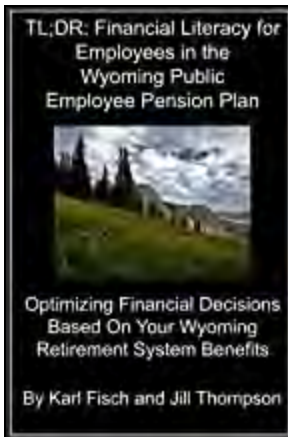 TL;DR: Financial Literacy for
Employees in the
Wyoming Public
Employee Pension Plan
Optimizing Financial Decisions
Based On Your Wyoming
Retirement System Benefits
By Karl Fisch and Jill Thompson